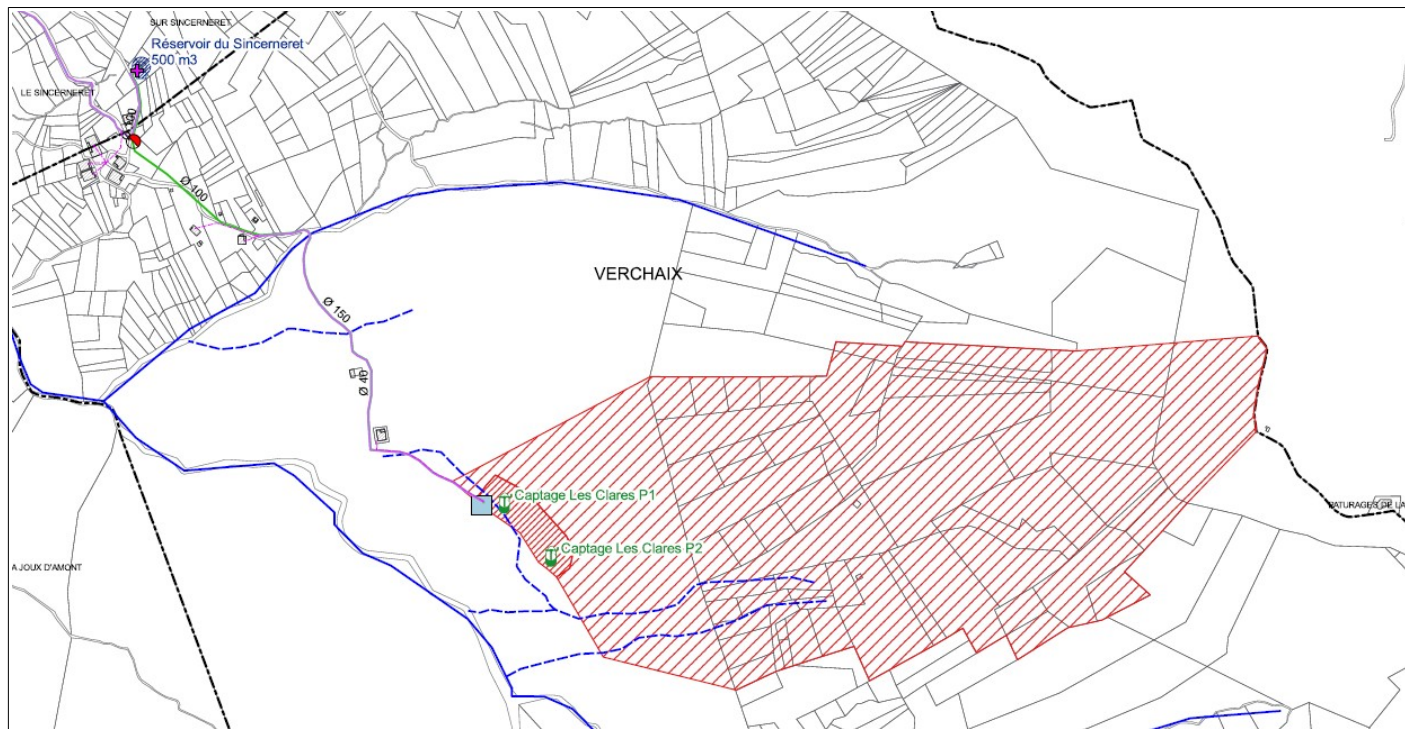 SUR SINCERNERET
Réservoir du Sincerneret
500 m3
LE SINCERNERET
Ø 100
VERCHAIX
Ø 150
Ø 40
Captage Les Clares P1
Captage Les Clares P2
PATURAGES DE LA
A JOUX D'AMONT